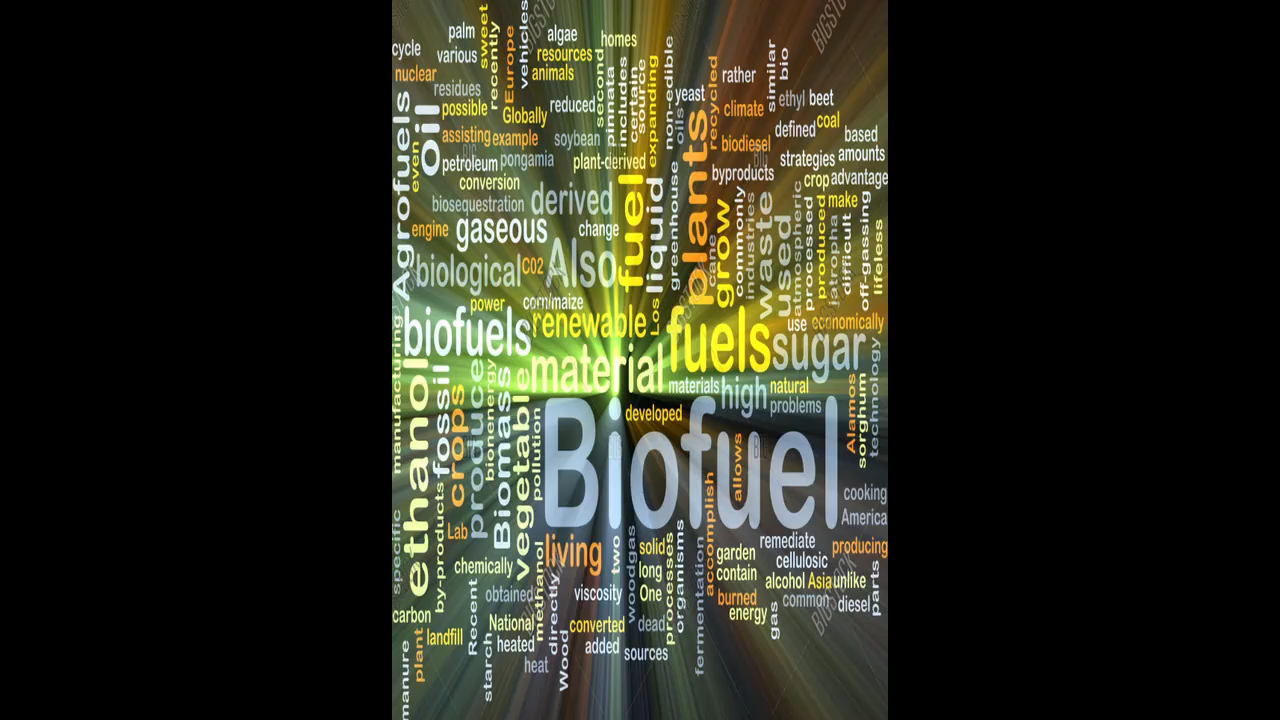 cycle
palm
various
sweet
recently
Europe
vehicles
algae
resources
animals
homes
second
pinnata
includes
certain
source
expanding
non-edible
oils
yeast
recycled
rather
similar
bio
nuclear
residues
possible
Globally
reduced
climate
ethyl
beet
assisting
example
soybean
biodiesel
defined
coal
based
Agrofuels
even
Oil
petroleum
pongamia
plant-derived
byproducts
strategies
amounts
conversion
crop
advantage
biosequestration
derived
fuel
liquid
greenhouse
plants
cane
grow
commonly
industries
waste
used
atmospheric
processed
produced
make
jatropha
difficult
off-gassing
lifeless
engine
gaseous
change
biological
CO2
Also
power
corn/maize
manufacturing
biofuels
renewable
Los
fuels
use
economically
sugar
material
materials
high
natural
problems
developed
Alamos
sorghum
technology
ethanol
fossil
crops
produce
bioenergy
Biomass
vegetable
pollution
Biofuel
allows
cooking
America
specific
by-products
Lab
living
two
woodgas
solid
long
One
processes
organisms
accomplish
fermentation
garden
contain
remediate
cellulosic
producing
chemically
methanol
directly
viscosity
alcohol
Asia
unlike
obtained
burned
common
diesel
parts
energy
gas
carbon
Recent
National
converted
dead
plant
landfill
heated
added
sources
manure
starch
heat
Wood
BIGSTOCK